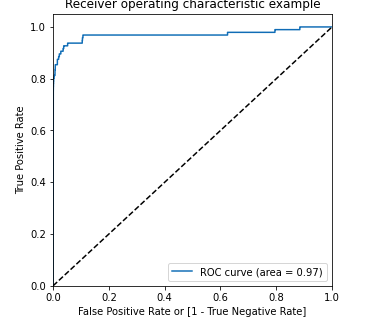 Receiver operating characteristic example
1.0
0.8
0.6
0.4
0.2
0.0
True Positive Rate
ROC curve (area = 0.97)
0.0 0.2 0.4 0.6 0.8 1.0
False Positive Rate or [1 - True Negative Rate]